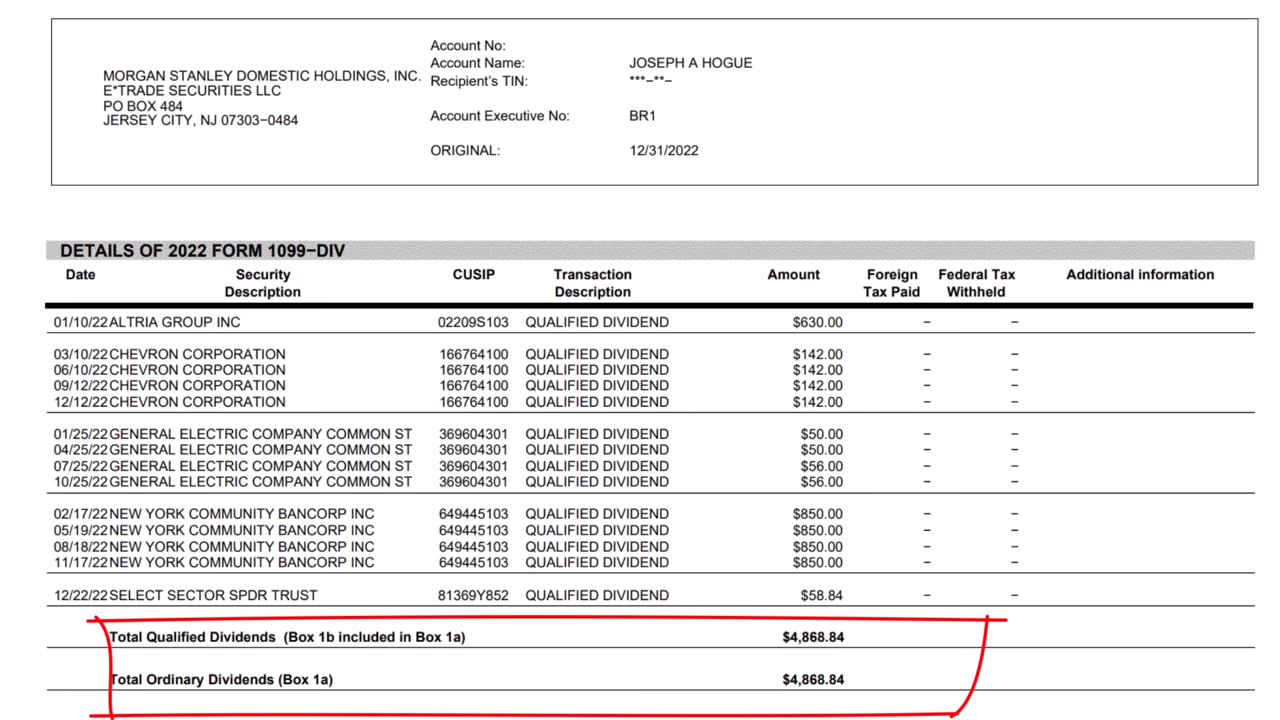 Account No:
Account Name: JOSEPH A HOGUE
MORGAN STANLEY DOMESTIC HOLDINGS, INC. Recipient's TIN: ***−**−
E*TRADE SECURITIES LLC
PO BOX 484
JERSEY CITY, NJ 07303−0484 Account Executive No: BR1
ORIGINAL: 12/31/2022
DETAILS OF 2022 FORM 1099−DIV
Date Security Description CUSIP Transaction Description Amount Foreign Tax Paid Federal Tax Withheld Additional information
01/10/22 ALTRIA GROUP INC 02209S103 QUALIFIED DIVIDEND $630.00 − −
03/10/22 CHEVRON CORPORATION 166764100 QUALIFIED DIVIDEND $142.00 − −
06/10/22 CHEVRON CORPORATION 166764100 QUALIFIED DIVIDEND $142.00 − −
09/12/22 CHEVRON CORPORATION 166764100 QUALIFIED DIVIDEND $142.00 − −
12/12/22 CHEVRON CORPORATION 166764100 QUALIFIED DIVIDEND $142.00 − −
01/25/22 GENERAL ELECTRIC COMPANY COMMON ST 369604301 QUALIFIED DIVIDEND $50.00 − −
04/25/22 GENERAL ELECTRIC COMPANY COMMON ST 369604301 QUALIFIED DIVIDEND $50.00 − −
07/25/22 GENERAL ELECTRIC COMPANY COMMON ST 369604301 QUALIFIED DIVIDEND $56.00 − −
10/25/22 GENERAL ELECTRIC COMPANY COMMON ST 369604301 QUALIFIED DIVIDEND $56.00 − −
02/17/22 NEW YORK COMMUNITY BANCORP INC 649445103 QUALIFIED DIVIDEND $850.00 − −
05/19/22 NEW YORK COMMUNITY BANCORP INC 649445103 QUALIFIED DIVIDEND $850.00 − −
08/18/22 NEW YORK COMMUNITY BANCORP INC 649445103 QUALIFIED DIVIDEND $850.00 − −
11/17/22 NEW YORK COMMUNITY BANCORP INC 649445103 QUALIFIED DIVIDEND $850.00 − −
12/22/22 SELECT SECTOR SPDR TRUST 81369Y852 QUALIFIED DIVIDEND $58.84 − −
Total Qualified Dividends (Box 1b included in Box 1a) $4,868.84
Total Ordinary Dividends (Box 1a) $4,868.84